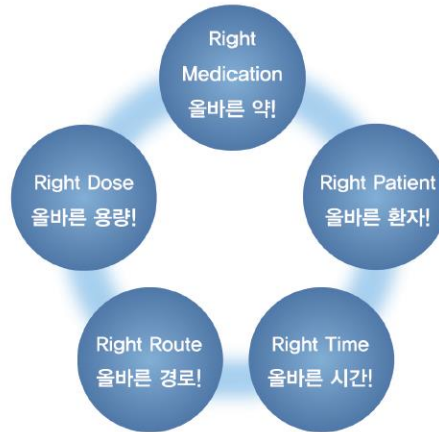 Right
Medication
올바른 약!
Right Dose
올바른 용량!
Right Patient
올바른 환자!
Right Route
올바른 경로!
Right Time
올바른 시간!